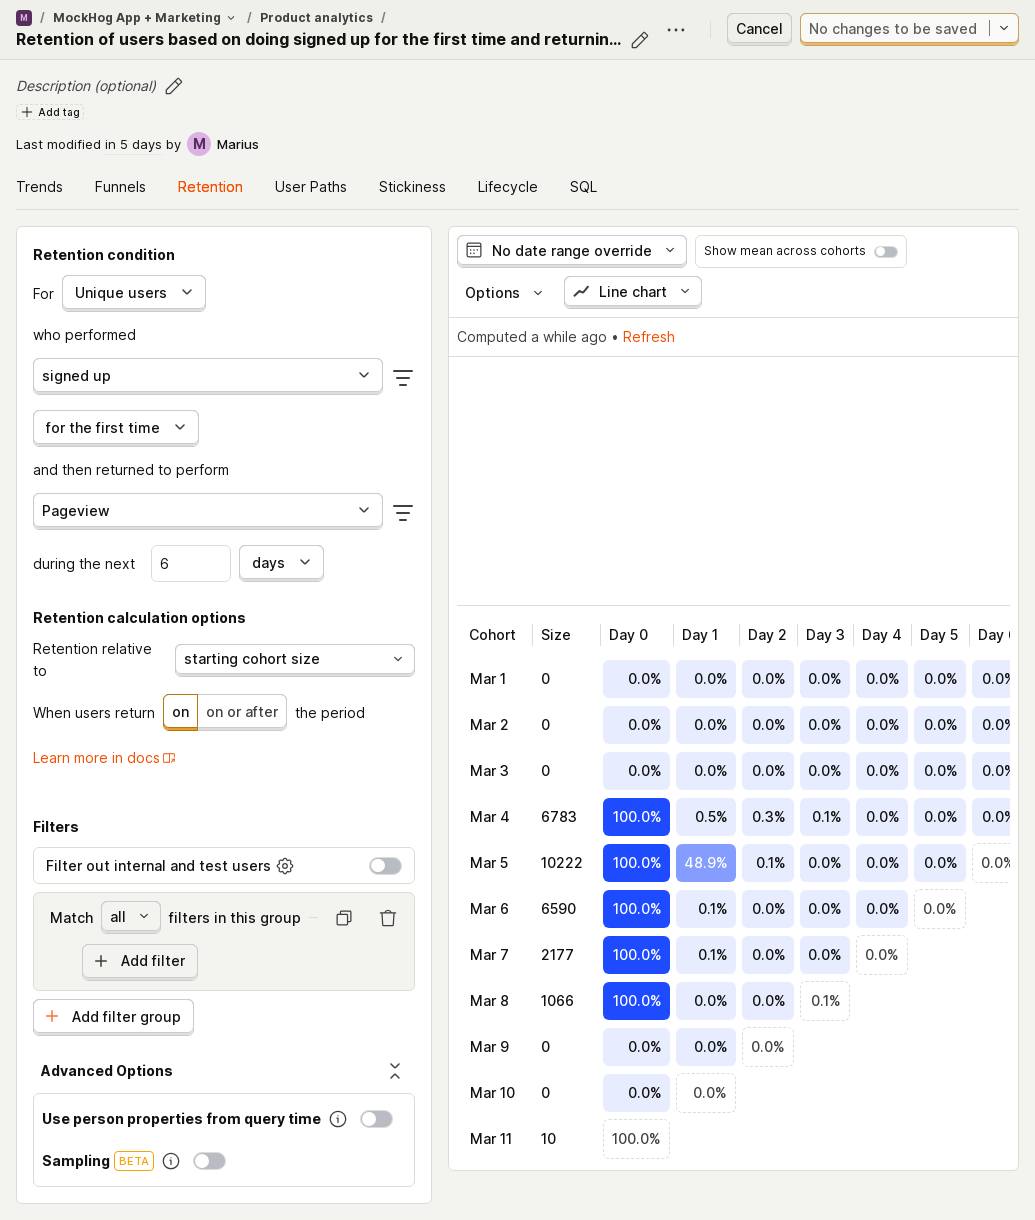 M / MockHog App + Marketing / Product analytics /
Retention of users based on doing signed up for the first time and returnin...
Cancel
No changes to be saved
Description (optional)
Add tag
Last modified in 5 days by M Marius
Trends Funnels Retention User Paths Stickiness Lifecycle SQL
Retention condition
For Unique users
who performed
signed up
for the first time
and then returned to perform
Pageview
during the next 6 days
Retention calculation options
Retention relative to starting cohort size
When users return on on or after the period
Learn more in docs
Filters
Filter out internal and test users
Match all filters in this group
Add filter
Add filter group
Advanced Options
Use person properties from query time
Sampling BETA
No date range override
Show mean across cohorts
Options
Line chart
Computed a while ago • Refresh
Cohort Size Day 0 Day 1 Day 2 Day 3 Day 4 Day 5 Day
Mar 1 0 0.0% 0.0% 0.0% 0.0% 0.0% 0.0% 0.0%
Mar 2 0 0.0% 0.0% 0.0% 0.0% 0.0% 0.0% 0.0%
Mar 3 0 0.0% 0.0% 0.0% 0.0% 0.0% 0.0% 0.0%
Mar 4 6783 100.0% 0.5% 0.3% 0.1% 0.0% 0.0% 0.0%
Mar 5 10222 100.0% 48.9% 0.1% 0.0% 0.0% 0.0% 0.0%
Mar 6 6590 100.0% 0.1% 0.0% 0.0% 0.0% 0.0%
Mar 7 2177 100.0% 0.1% 0.0% 0.0% 0.0%
Mar 8 1066 100.0% 0.0% 0.0% 0.1%
Mar 9 0 0.0% 0.0% 0.0%
Mar 10 0 0.0% 0.0%
Mar 11 10 100.0%